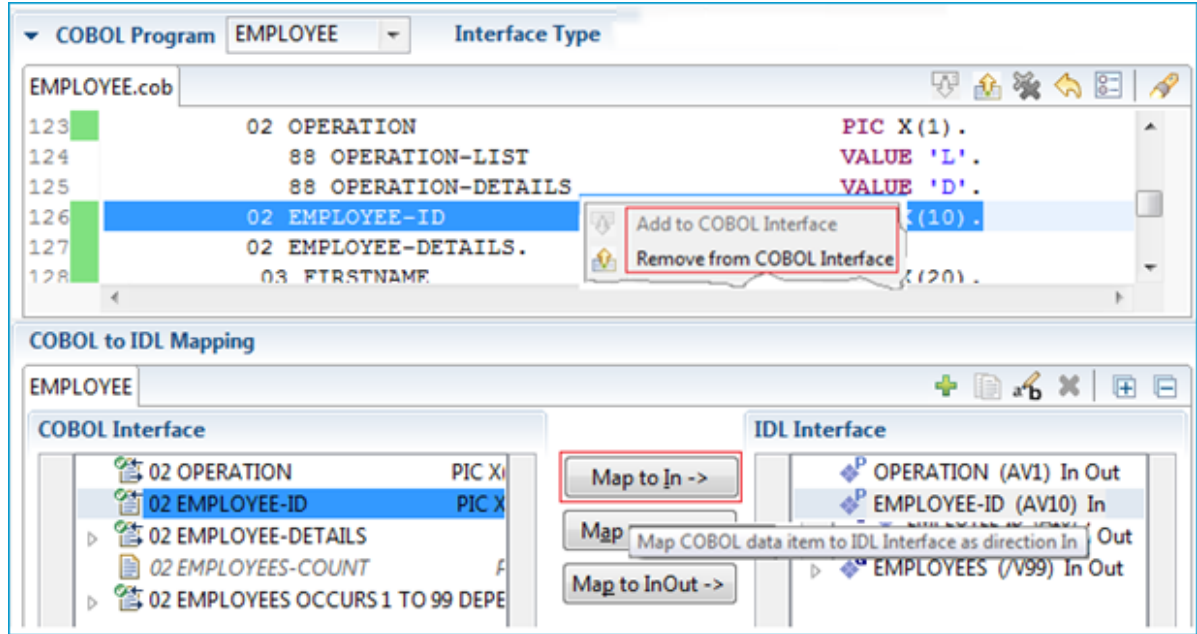 COBOL Program EMPLOYEE Interface Type
EMPLOYEE.cob
123 02 OPERATION PIC X(1).
124 88 OPERATION-LIST VALUE 'L'.
125 88 OPERATION-DETAILS VALUE 'D'.
126 02 EMPLOYEE-ID X(10).
Add to COBOL Interface
127 02 EMPLOYEE-DETAILS.
Remove from COBOL Interface
128 03 FIRSTNAME X(20).
COBOL to IDL Mapping
EMPLOYEE
COBOL Interface IDL Interface
02 OPERATION PIC X( Map to In -> OPERATION (AV1) In Out
02 EMPLOYEE-ID PIC X EMPLOYEE-ID (AV10) In
02 EMPLOYEE-DETAILS Map Out
Map COBOL data item to IDL Interface as direction In
02 EMPLOYEES-COUNT Map to InOut -> EMPLOYEES (/V99) In Out
02 EMPLOYEES OCCURS 1 TO 99 DEPE